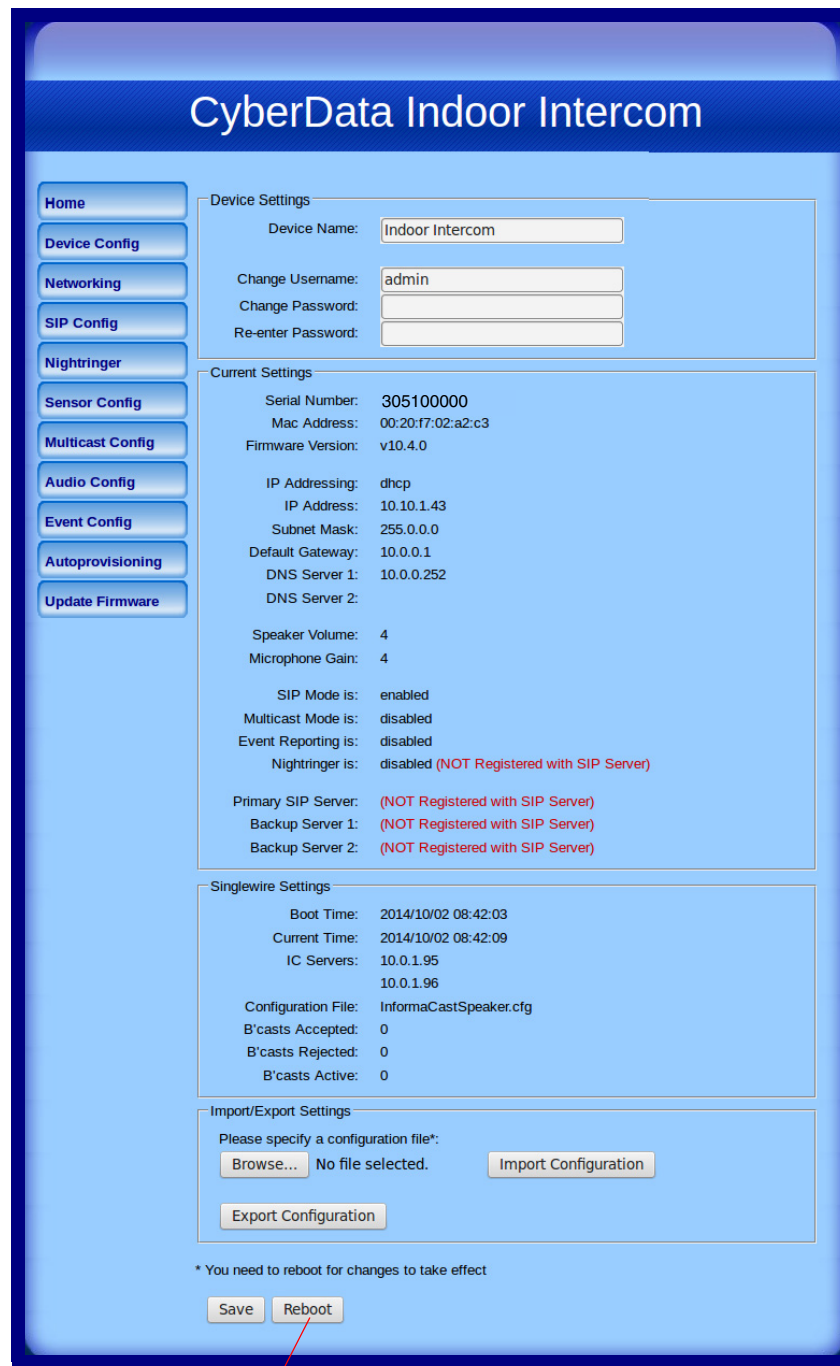 CyberData Indoor Intercom
Home
Device Config
Networking
SIP Config
Nightringer
Sensor Config
Multicast Config
Audio Config
Event Config
Autoprovisioning
Update Firmware
Device Settings
Device Name: Indoor Intercom
Change Username: admin
Change Password:
Re-enter Password:
Current Settings
Serial Number: 305100000
Mac Address: 00:20:f7:02:a2:c3
Firmware Version: v10.4.0
IP Addressing: dhcp
IP Address: 10.10.1.43
Subnet Mask: 255.0.0.0
Default Gateway: 10.0.0.1
DNS Server 1: 10.0.0.252
DNS Server 2:
Speaker Volume: 4
Microphone Gain: 4
SIP Mode is: enabled
Multicast Mode is: disabled
Event Reporting is: disabled
Nightringer is: disabled (NOT Registered with SIP Server)
Primary SIP Server: (NOT Registered with SIP Server)
Backup Server 1: (NOT Registered with SIP Server)
Backup Server 2: (NOT Registered with SIP Server)
Singlewire Settings
Boot Time: 2014/10/02 08:42:03
Current Time: 2014/10/02 08:42:09
IC Servers: 10.0.1.95
10.0.1.96
Configuration File: InformaCastSpeaker.cfg
B'casts Accepted: 0
B'casts Rejected: 0
B'casts Active: 0
Import/Export Settings
Please specify a configuration file*:
Browse... No file selected. Import Configuration
Export Configuration
* You need to reboot for changes to take effect
Save Reboot